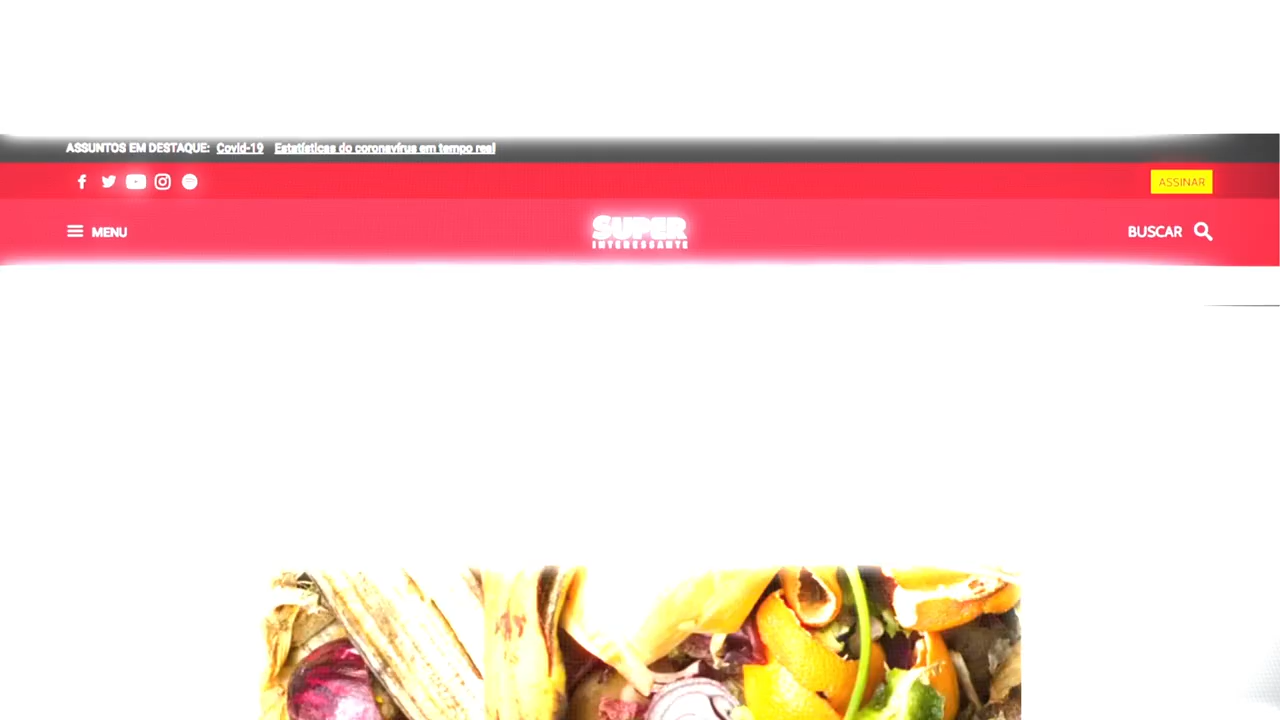 ASSUNTOS EM DESTAQUE: Covid-19 Estatísticas do coronavírus em tempo real
ASSINAR
MENU
SUPER
INTERESSANTE
BUSCAR